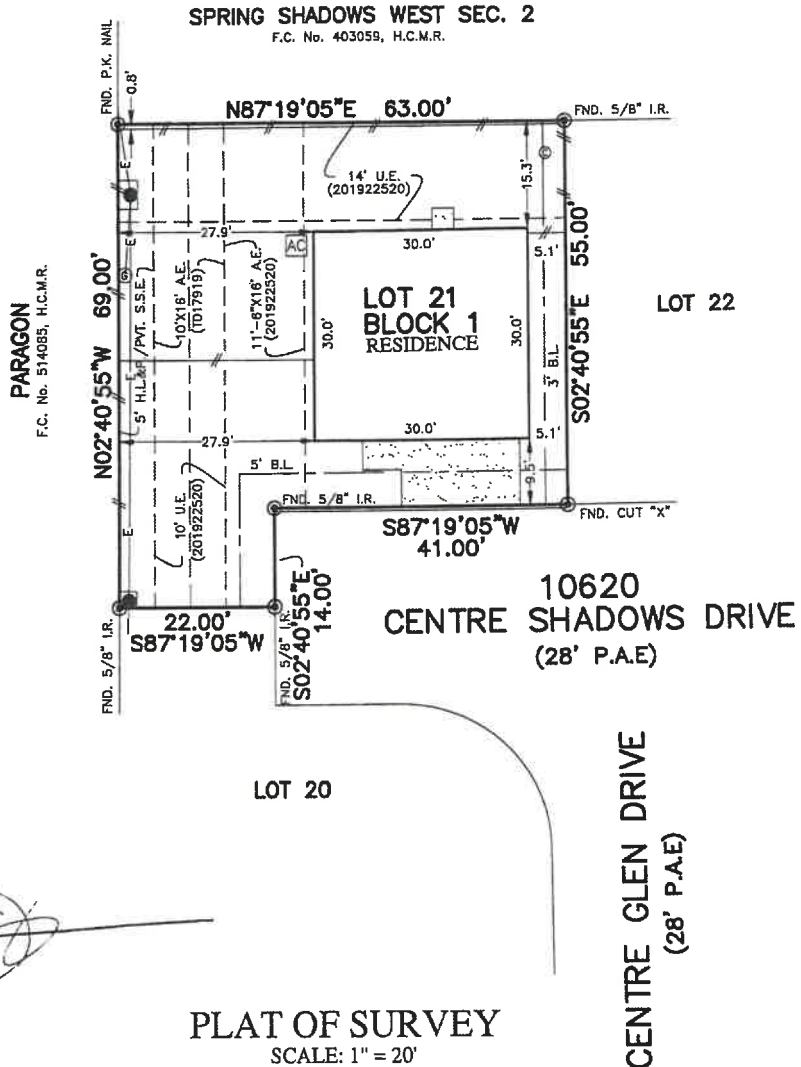 SPRING SHADOWS WEST SEC. 2
F.C. No. 403059, H.C.M.R.
FND. P.K. NAIL
0.8'
N87°19'05"E 63.00'
FND. 5/8" I.R.
E
14' U.E.
(201922520)
15.3'
C
27.9'
AC
30.0'
5.1'
S02°40'55"E 55.00'
PARAGON
F.C. No. 514085, H.C.M.R.
N02°40'55"W 69.00'
E
G
5' H.L.&P./PVT. S.S.E.
10'X16' A.E.
(TD17919)
11'-6"X16' A.E.
(201922520)
30.0'
LOT 21
BLOCK 1
RESIDENCE
30.0'
3' B.L.
LOT 22
E
30.0'
5.1'
27.9'
5' B.L.
9.5'
10' U.E.
(201922520)
FND. 5/8" I.R.
S87°19'05"W
41.00'
FND. CUT "X"
E
22.00'
S87°19'05"W
S02°40'55"E
14.00'
FND. 5/8" I.R.
FND. 5/8" I.R.
10620
CENTRE SHADOWS DRIVE
(28' P.A.E)
LOT 20
CENTRE GLEN DRIVE
(28' P.A.E)
PLAT OF SURVEY
SCALE: 1" = 20'